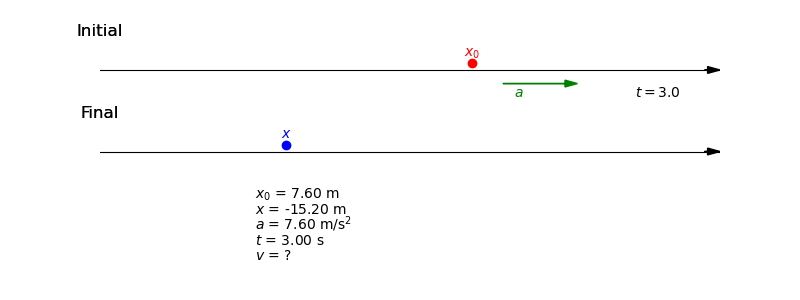 Initial
x₀
a
t = 3.0
Final
x
x₀ = 7.60 m
x = -15.20 m
a = 7.60 m/s²
t = 3.00 s
v = ?